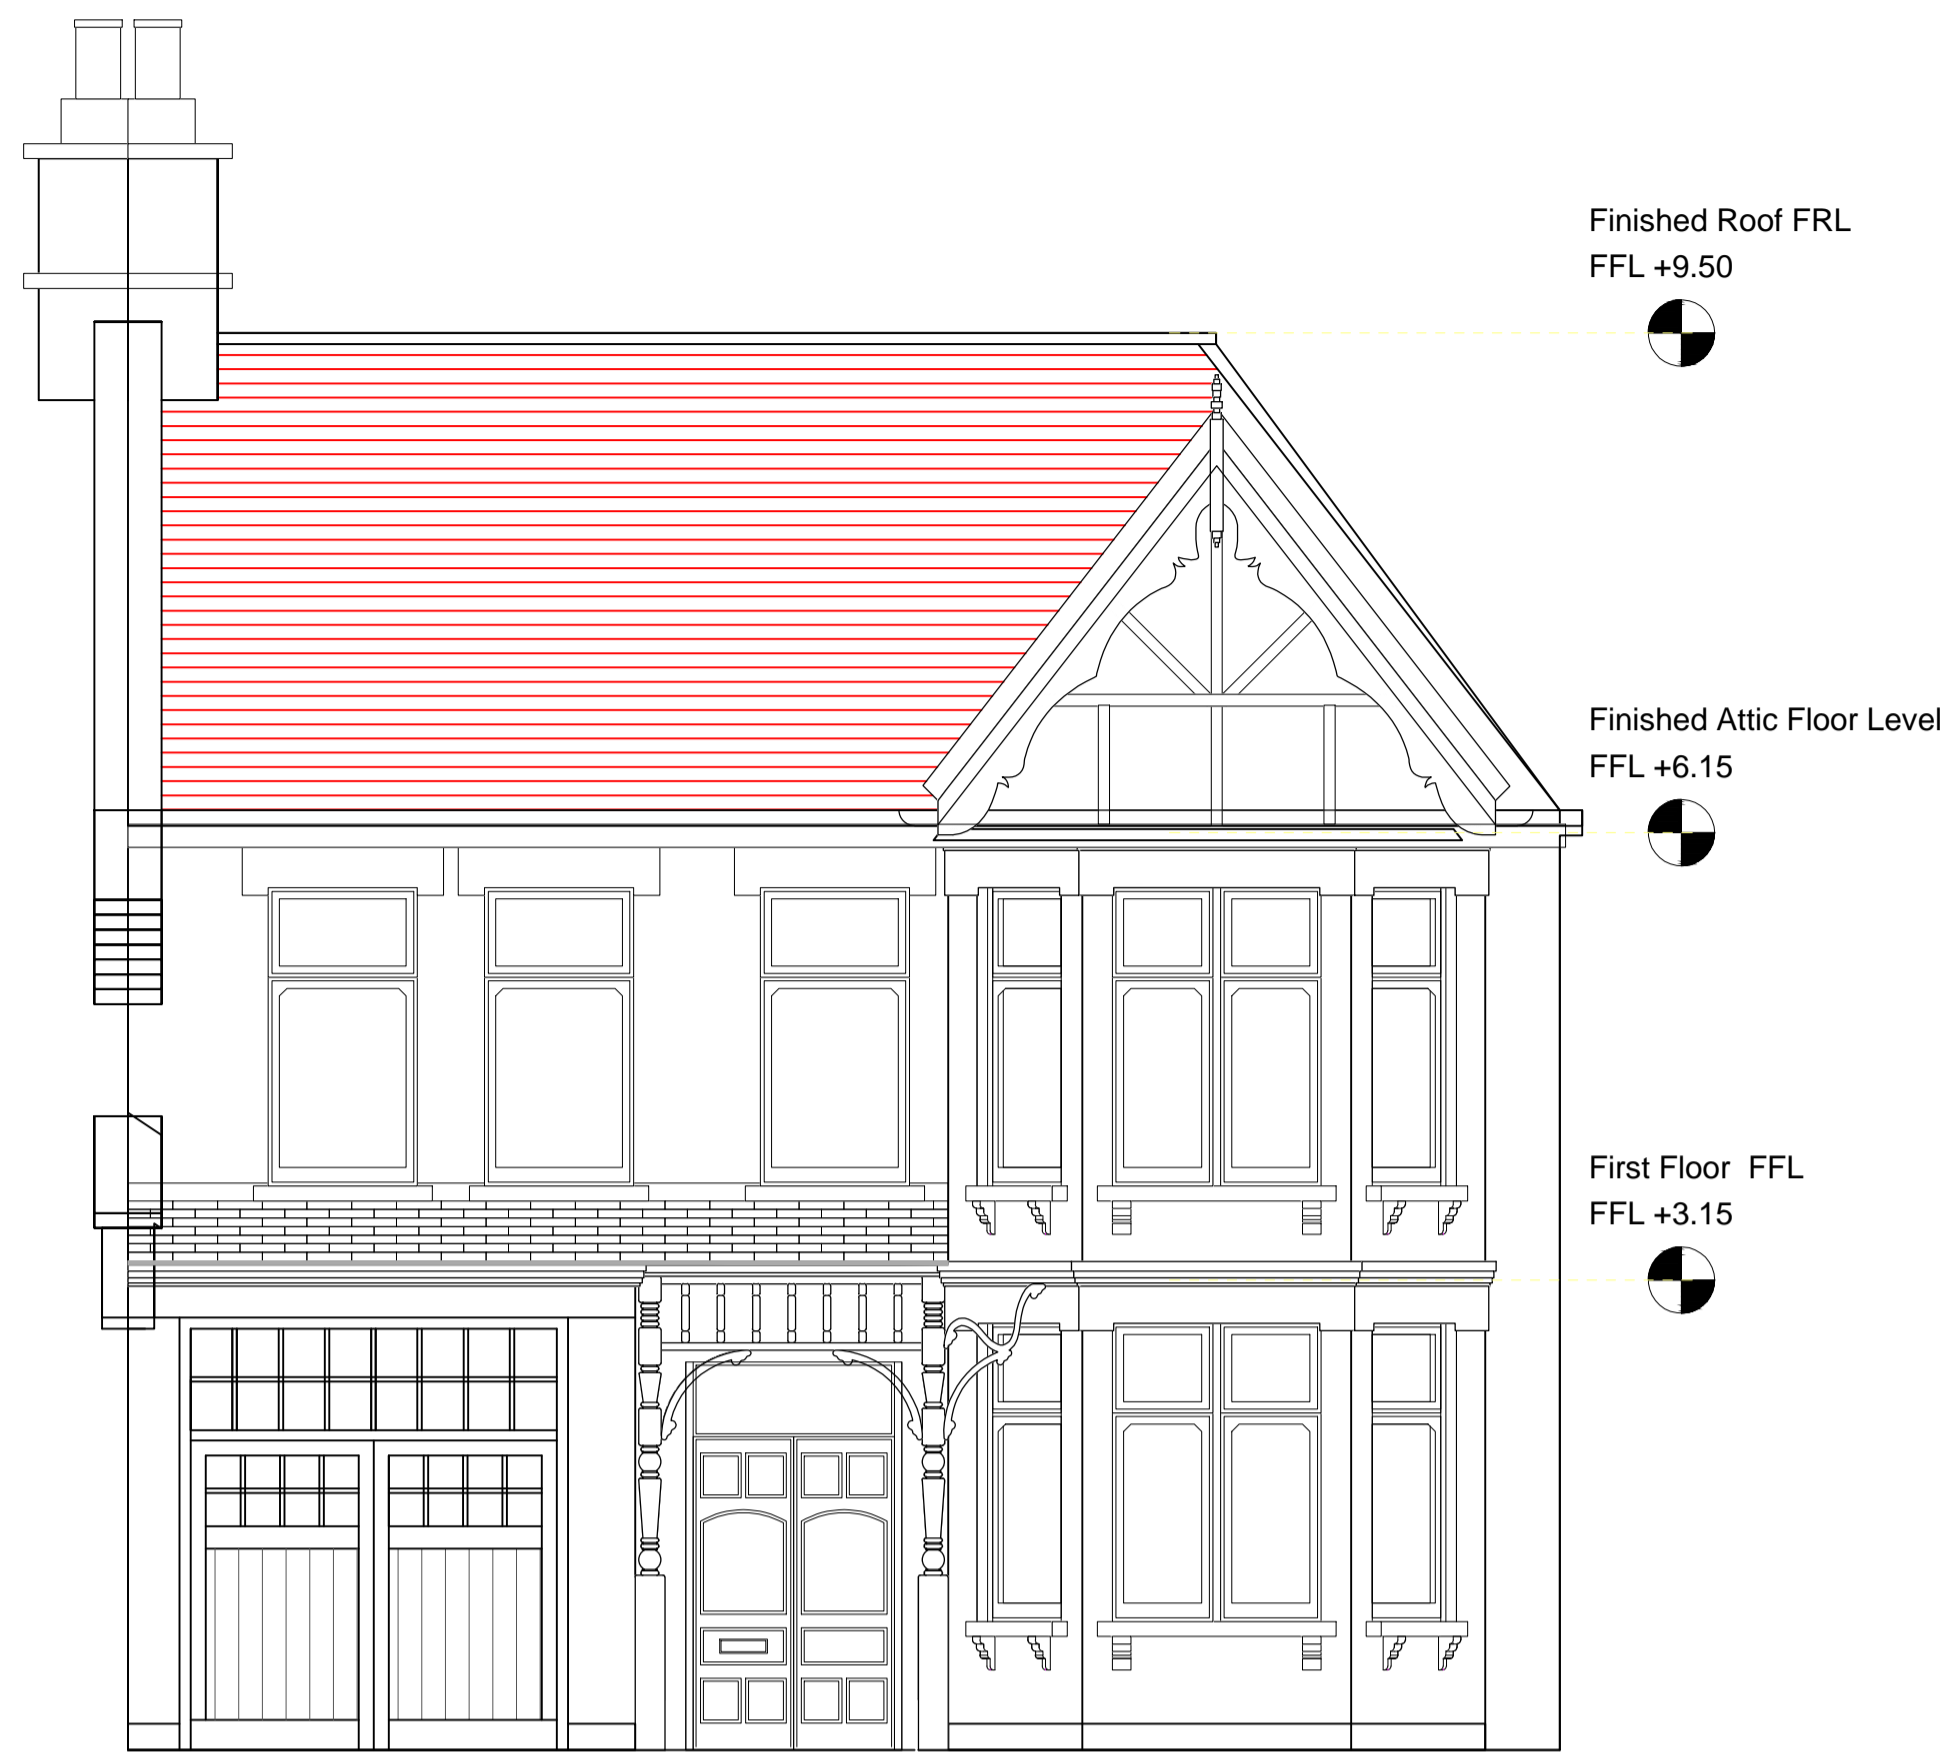 Finished Roof FRL
FFL +9.50
Finished Attic Floor Level
FFL +6.15
First Floor  FFL
FFL +3.15